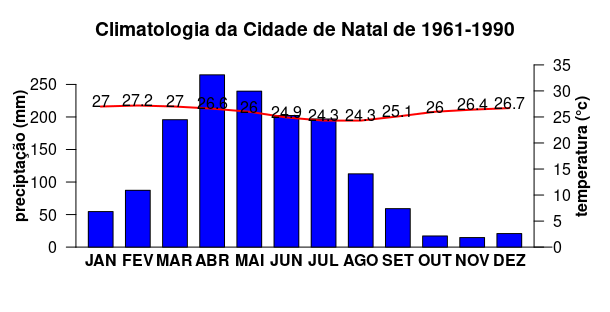 Climatologia da Cidade de Natal de 1961-1990
35
30
25
20
15
10
5
0
temperatura (°c)
250
200
150
100
50
0
preciptação (mm)
27 27.2 27 26.6 26 24.9 24.3 24.3 25.1 26 26.4 26.7
JAN FEV MAR ABR MAI JUN JUL AGO SET OUT NOV DEZ